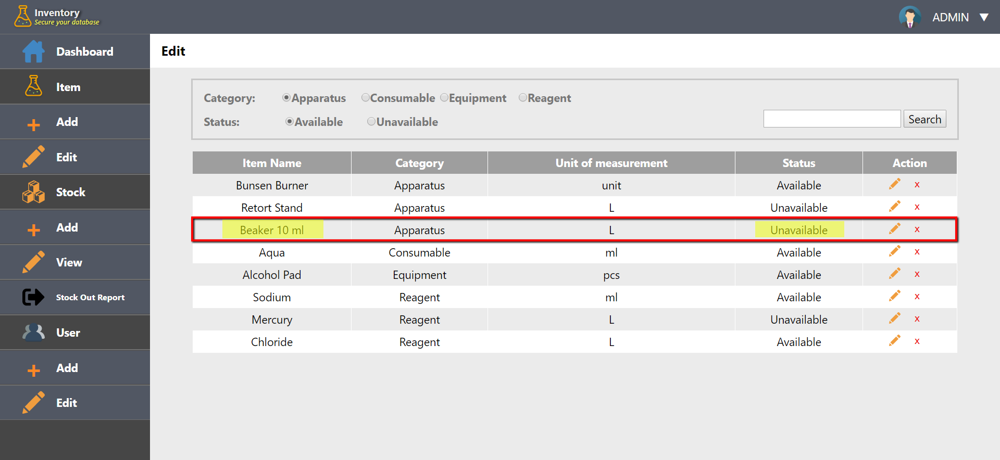 Inventory
Secure your database
ADMIN ▼
Dashboard
Item
Add
Edit
Stock
Add
View
Stock Out Report
User
Add
Edit
Edit
Category: Apparatus Consumable Equipment Reagent
Status: Available Unavailable
Search
Item Name Category Unit of measurement Status Action
Bunsen Burner Apparatus unit Available x
Retort Stand Apparatus L Unavailable x
Beaker 10 ml Apparatus L Unavailable x
Aqua Consumable ml Available x
Alcohol Pad Equipment pcs Available x
Sodium Reagent ml Available x
Mercury Reagent L Unavailable x
Chloride Reagent L Available x